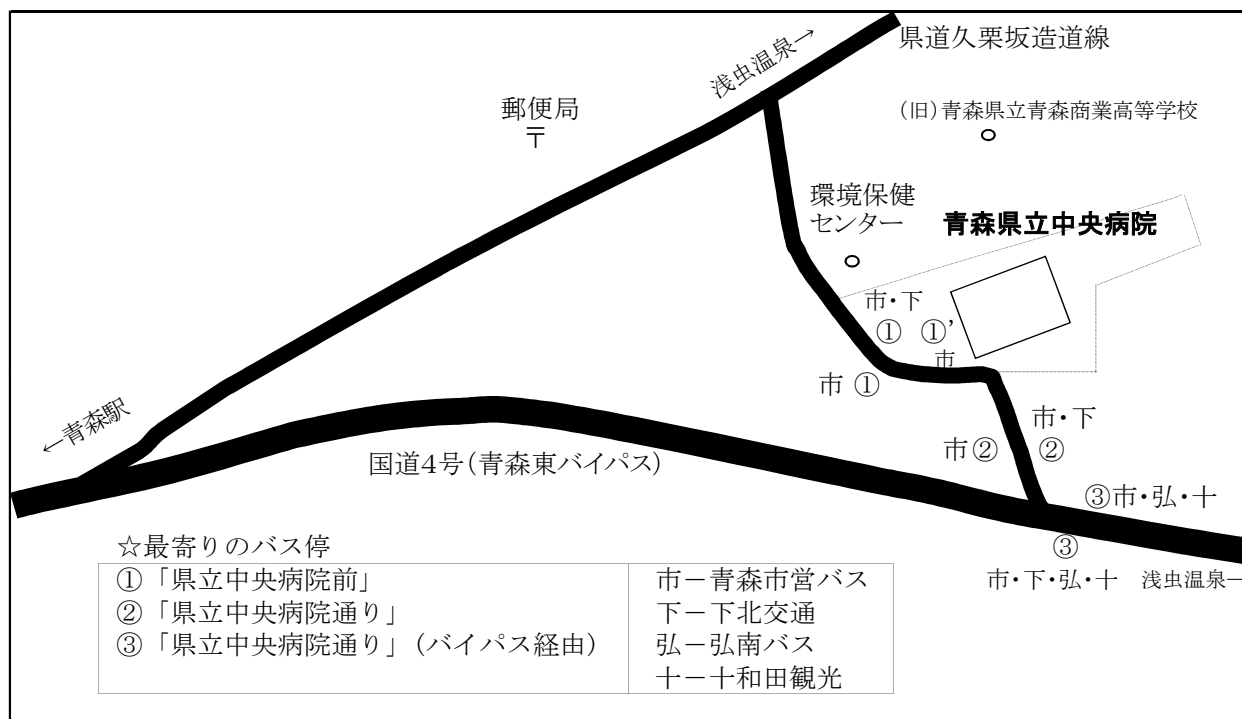 県道久栗坂造道線
浅虫温泉→
郵便局
〒
(旧)青森県立青森商業高等学校
環境保健
センター
青森県立中央病院
市・下
① ①’
市
市 ①
←青森駅
市・下
市② ②
国道4号(青森東バイパス)
③市・弘・十
③
市・下・弘・十 浅虫温泉→
☆最寄りのバス停
①「県立中央病院前」
②「県立中央病院通り」
③「県立中央病院通り」(バイパス経由)
市－青森市営バス
下－下北交通
弘－弘南バス
十－十和田観光